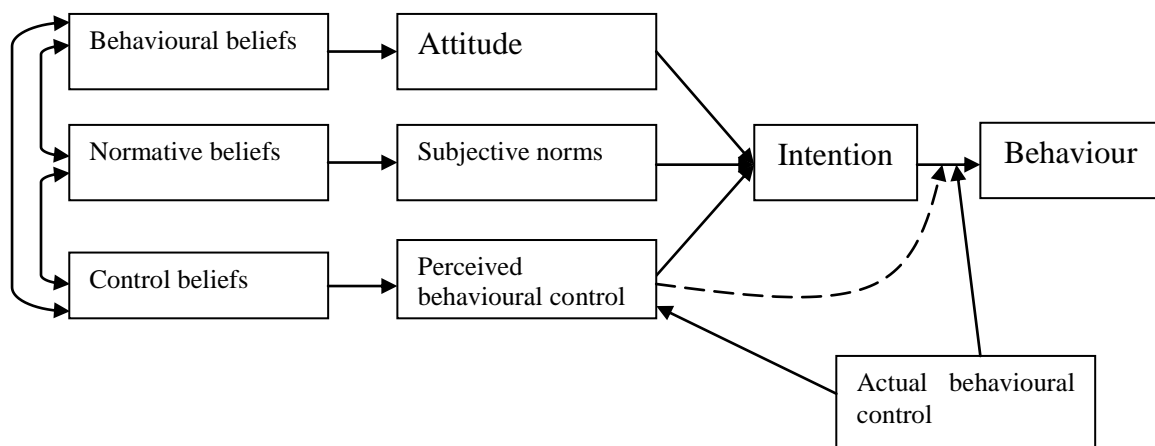 Behavioural beliefs
Attitude
Normative beliefs
Subjective norms
Intention
Behaviour
Control beliefs
Perceived
behavioural control
Actual behavioural
control